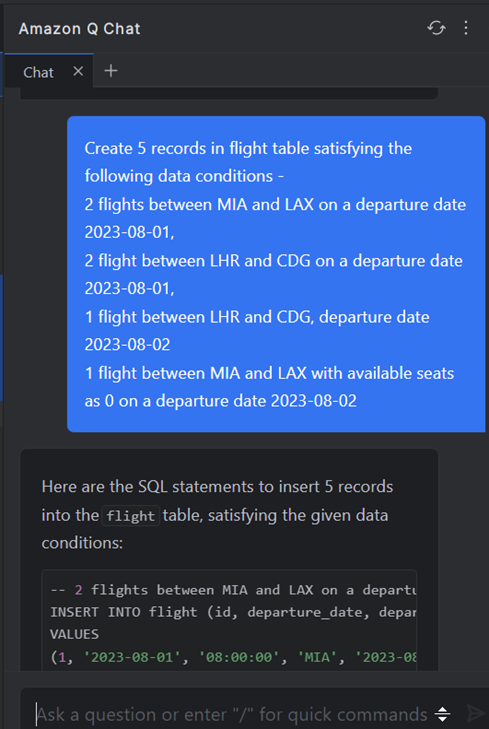 Amazon Q Chat
Chat
Create 5 records in flight table satisfying the
following data conditions -
2 flights between MIA and LAX on a departure date
2023-08-01,
2 flight between LHR and CDG on a departure date
2023-08-01,
1 flight between LHR and CDG, departure date
2023-08-02
1 flight between MIA and LAX with available seats
as 0 on a departure date 2023-08-02
Here are the SQL statements to insert 5 records
into the flight table, satisfying the given data
conditions:
-- 2 flights between MIA and LAX on a departu
INSERT INTO flight (id, departure_date, depar
VALUES
(1, '2023-08-01', '08:00:00', 'MIA', '2023-08
Ask a question or enter "/" for quick commands